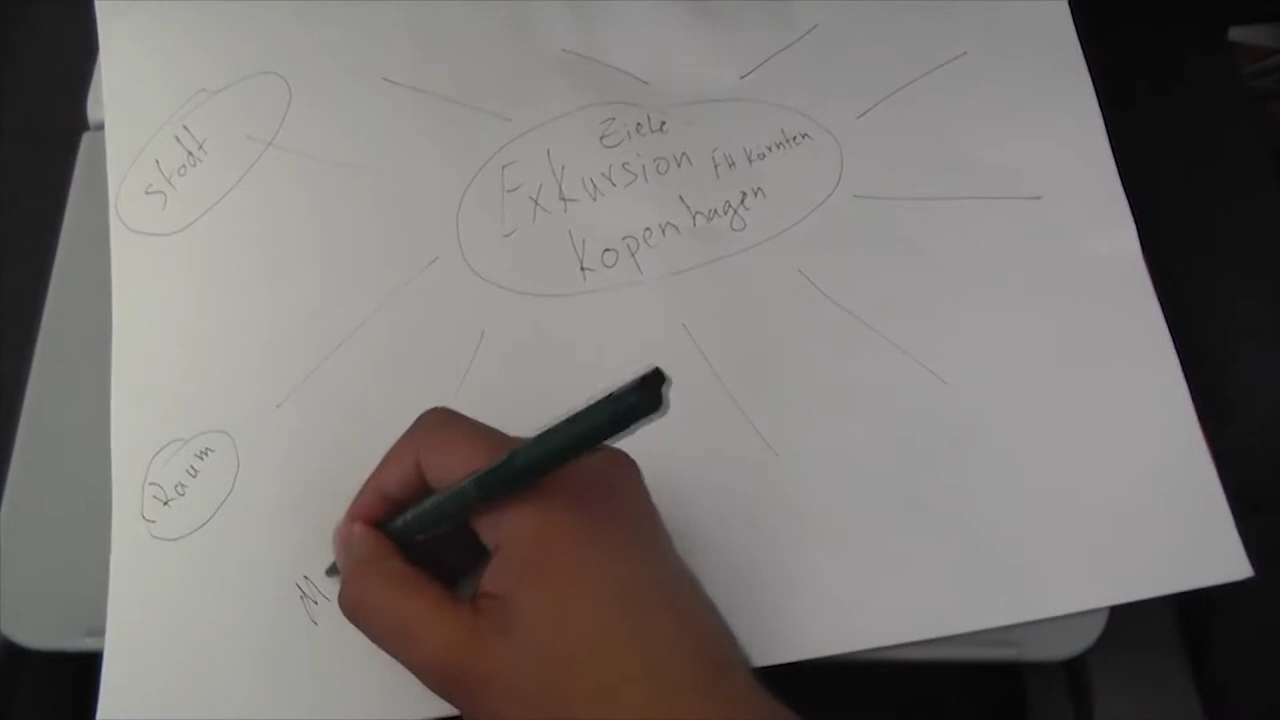 Ziele
Exkursion FH Kärnten
Kopenhagen
Stadt
Raum
M